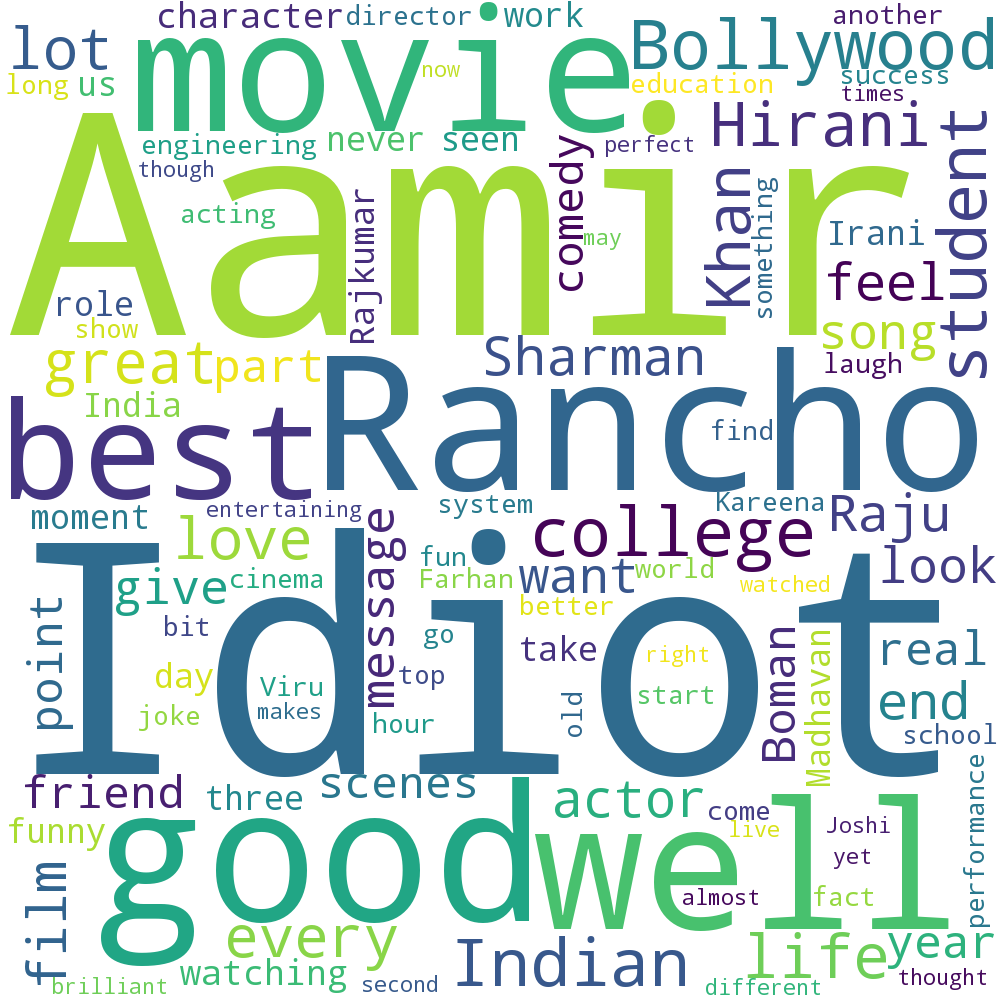 character
director
work
another
lot
movie
Bollywood
long
us
now
education
success
times
Aamir
engineering
never
seen
comedy
perfect
Hirani
student
though
acting
Rajkumar
may
Khan
something
Irani
role
feel
show
song
great
part
Sharman
laugh
India
best
Rancho
find
moment
entertaining
system
Kareena
Raju
love
message
college
look
give
cinema
fun
Farhan
want
world
watched
better
point
bit
Idiot
go
take
Boman
Madhavan
real
day
Viru
top
right
start
end
joke
makes
hour
old
school
friend
three
scenes
actor
come
performance
funny
good
well
live
Joshi
yet
film
almost
fact
every
Indian
life
year
watching
thought
brilliant
second
different